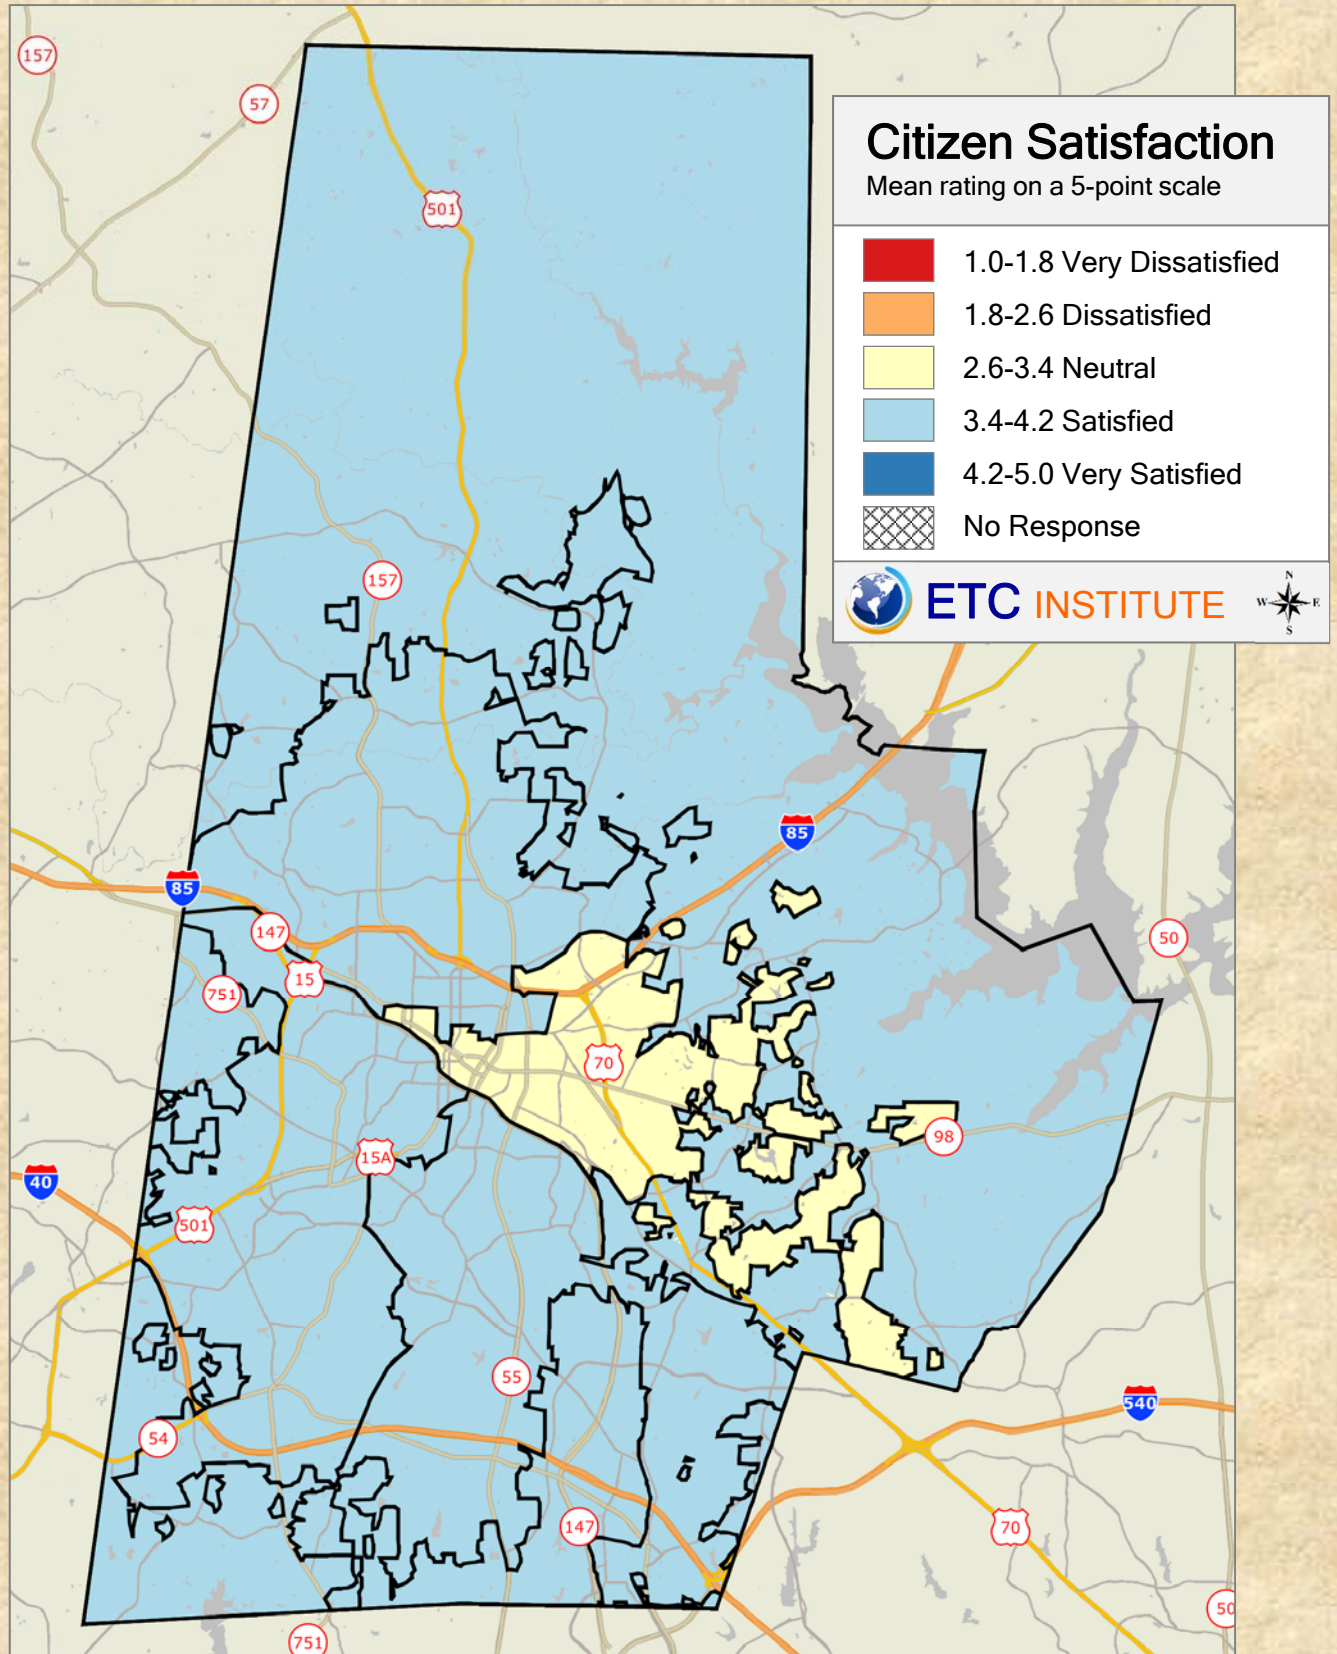 157
57
501
Citizen Satisfaction
Mean rating on a 5-point scale
1.0-1.8 Very Dissatisfied
1.8-2.6 Dissatisfied
2.6-3.4 Neutral
3.4-4.2 Satisfied
4.2-5.0 Very Satisfied
No Response
ETC INSTITUTE
N
W E
S
157
85
85
147
50
15
751
70
98
15A
40
501
55
540
54
147
70
50
751